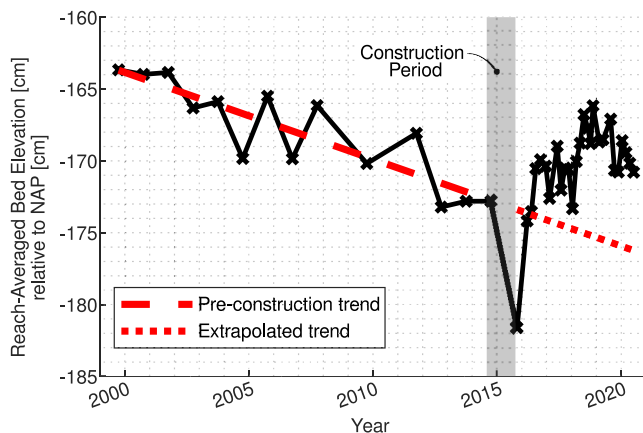 -160
-165
-170
-175
-180
-185
Reach-Averaged Bed Elevation [cm]
relative to NAP [cm]
Construction
Period
Pre-construction trend
Extrapolated trend
2000
2005
2010
2015
2020
Year